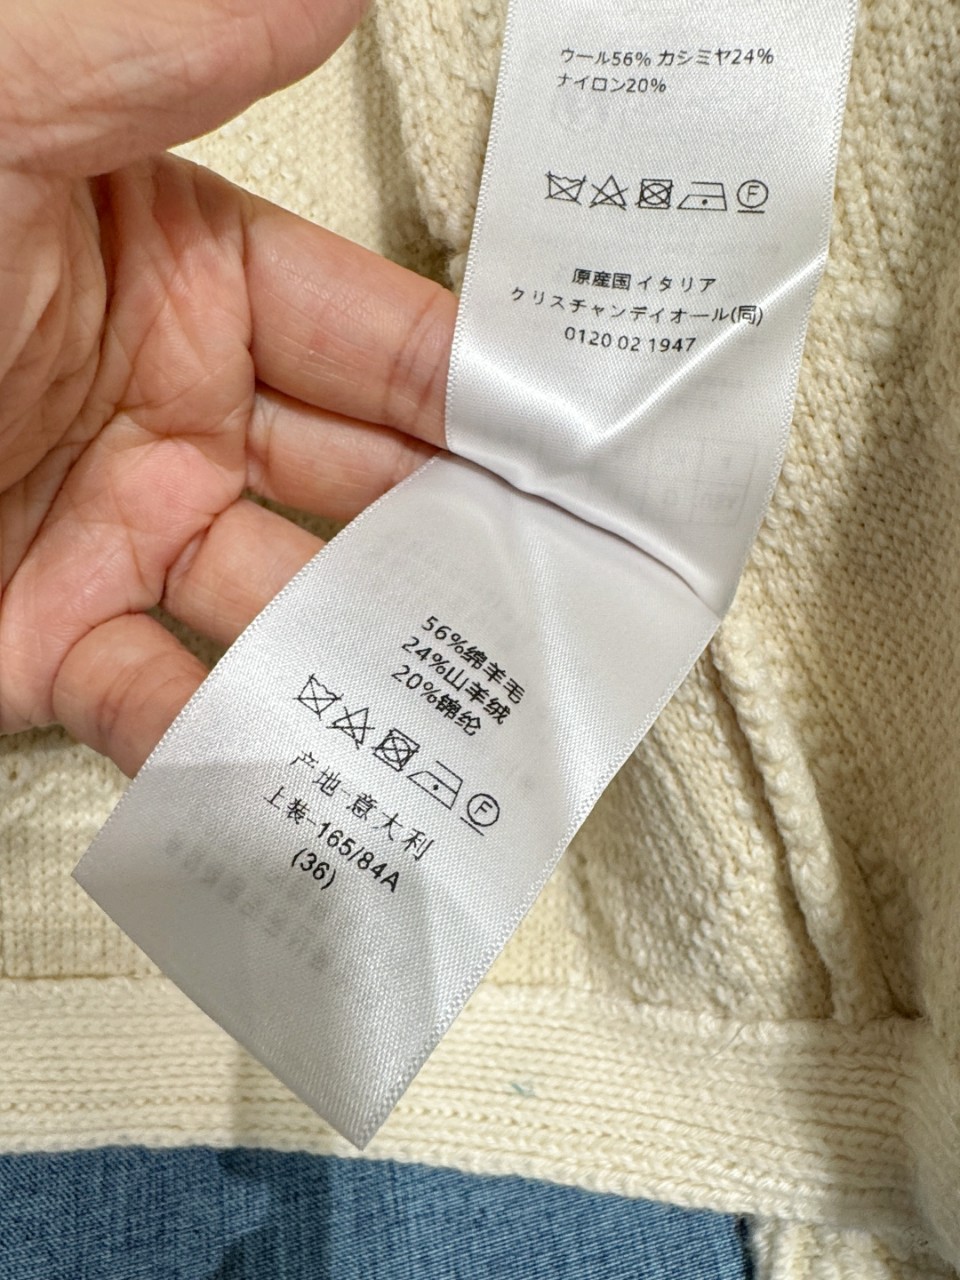 ウール56% カシミヤ24%
ナイロン20%
F
原産国 イタリア
クリスチャンディオール(同)
0120 02 1947
56%绵羊毛
24%山羊绒
20%锦纶
F
产地-意大利
上装-165/84A
(36)